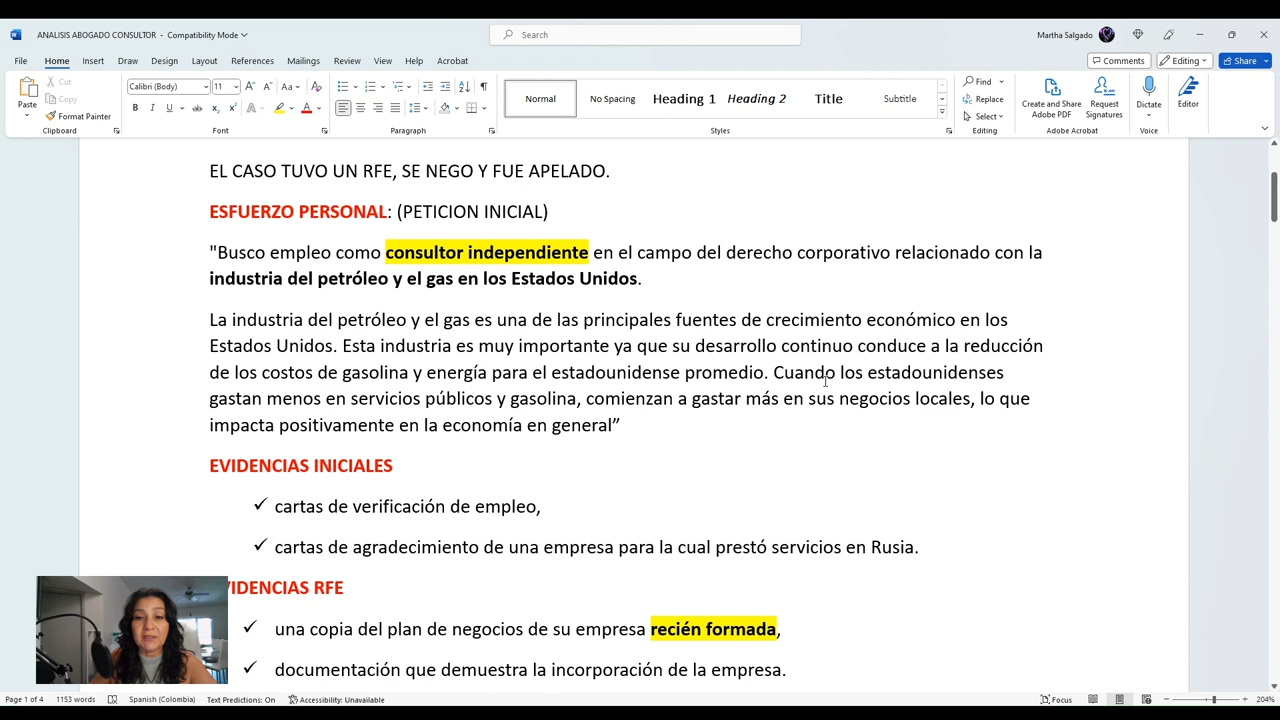 ANALISIS ABOGADO CONSULTOR - Compatibility Mode
Search
Martha Salgado
File Home Insert Draw Design Layout References Mailings Review View Help Acrobat
Comments Editing Share
Paste
Cut
Copy
Format Painter
Calibri (Body) 11
Normal
No Spacing
Heading 1
Heading 2
Title
Subtitle
Find
Replace
Select
Create and Share Adobe PDF
Request Signatures
Dictate
Editor
Clipboard Font Paragraph Styles Editing Adobe Acrobat Voice Editor
EL CASO TUVO UN RFE, SE NEGO Y FUE APELADO.
ESFUERZO PERSONAL: (PETICION INICIAL)
"Busco empleo como consultor independiente en el campo del derecho corporativo relacionado con la
industria del petróleo y el gas en los Estados Unidos.
La industria del petróleo y el gas es una de las principales fuentes de crecimiento económico en los
Estados Unidos. Esta industria es muy importante ya que su desarrollo continuo conduce a la reducción
de los costos de gasolina y energía para el estadounidense promedio. Cuando los estadounidenses
gastan menos en servicios públicos y gasolina, comienzan a gastar más en sus negocios locales, lo que
impacta positivamente en la economía en general”
EVIDENCIAS INICIALES
✓ cartas de verificación de empleo,
✓ cartas de agradecimiento de una empresa para la cual prestó servicios en Rusia.
VIDENCIAS RFE
✓ una copia del plan de negocios de su empresa recién formada,
✓ documentación que demuestra la incorporación de la empresa.
Page 1 of 4 1153 words Spanish (Colombia) Text Predictions: On Accessibility: Unavailable Focus 204%